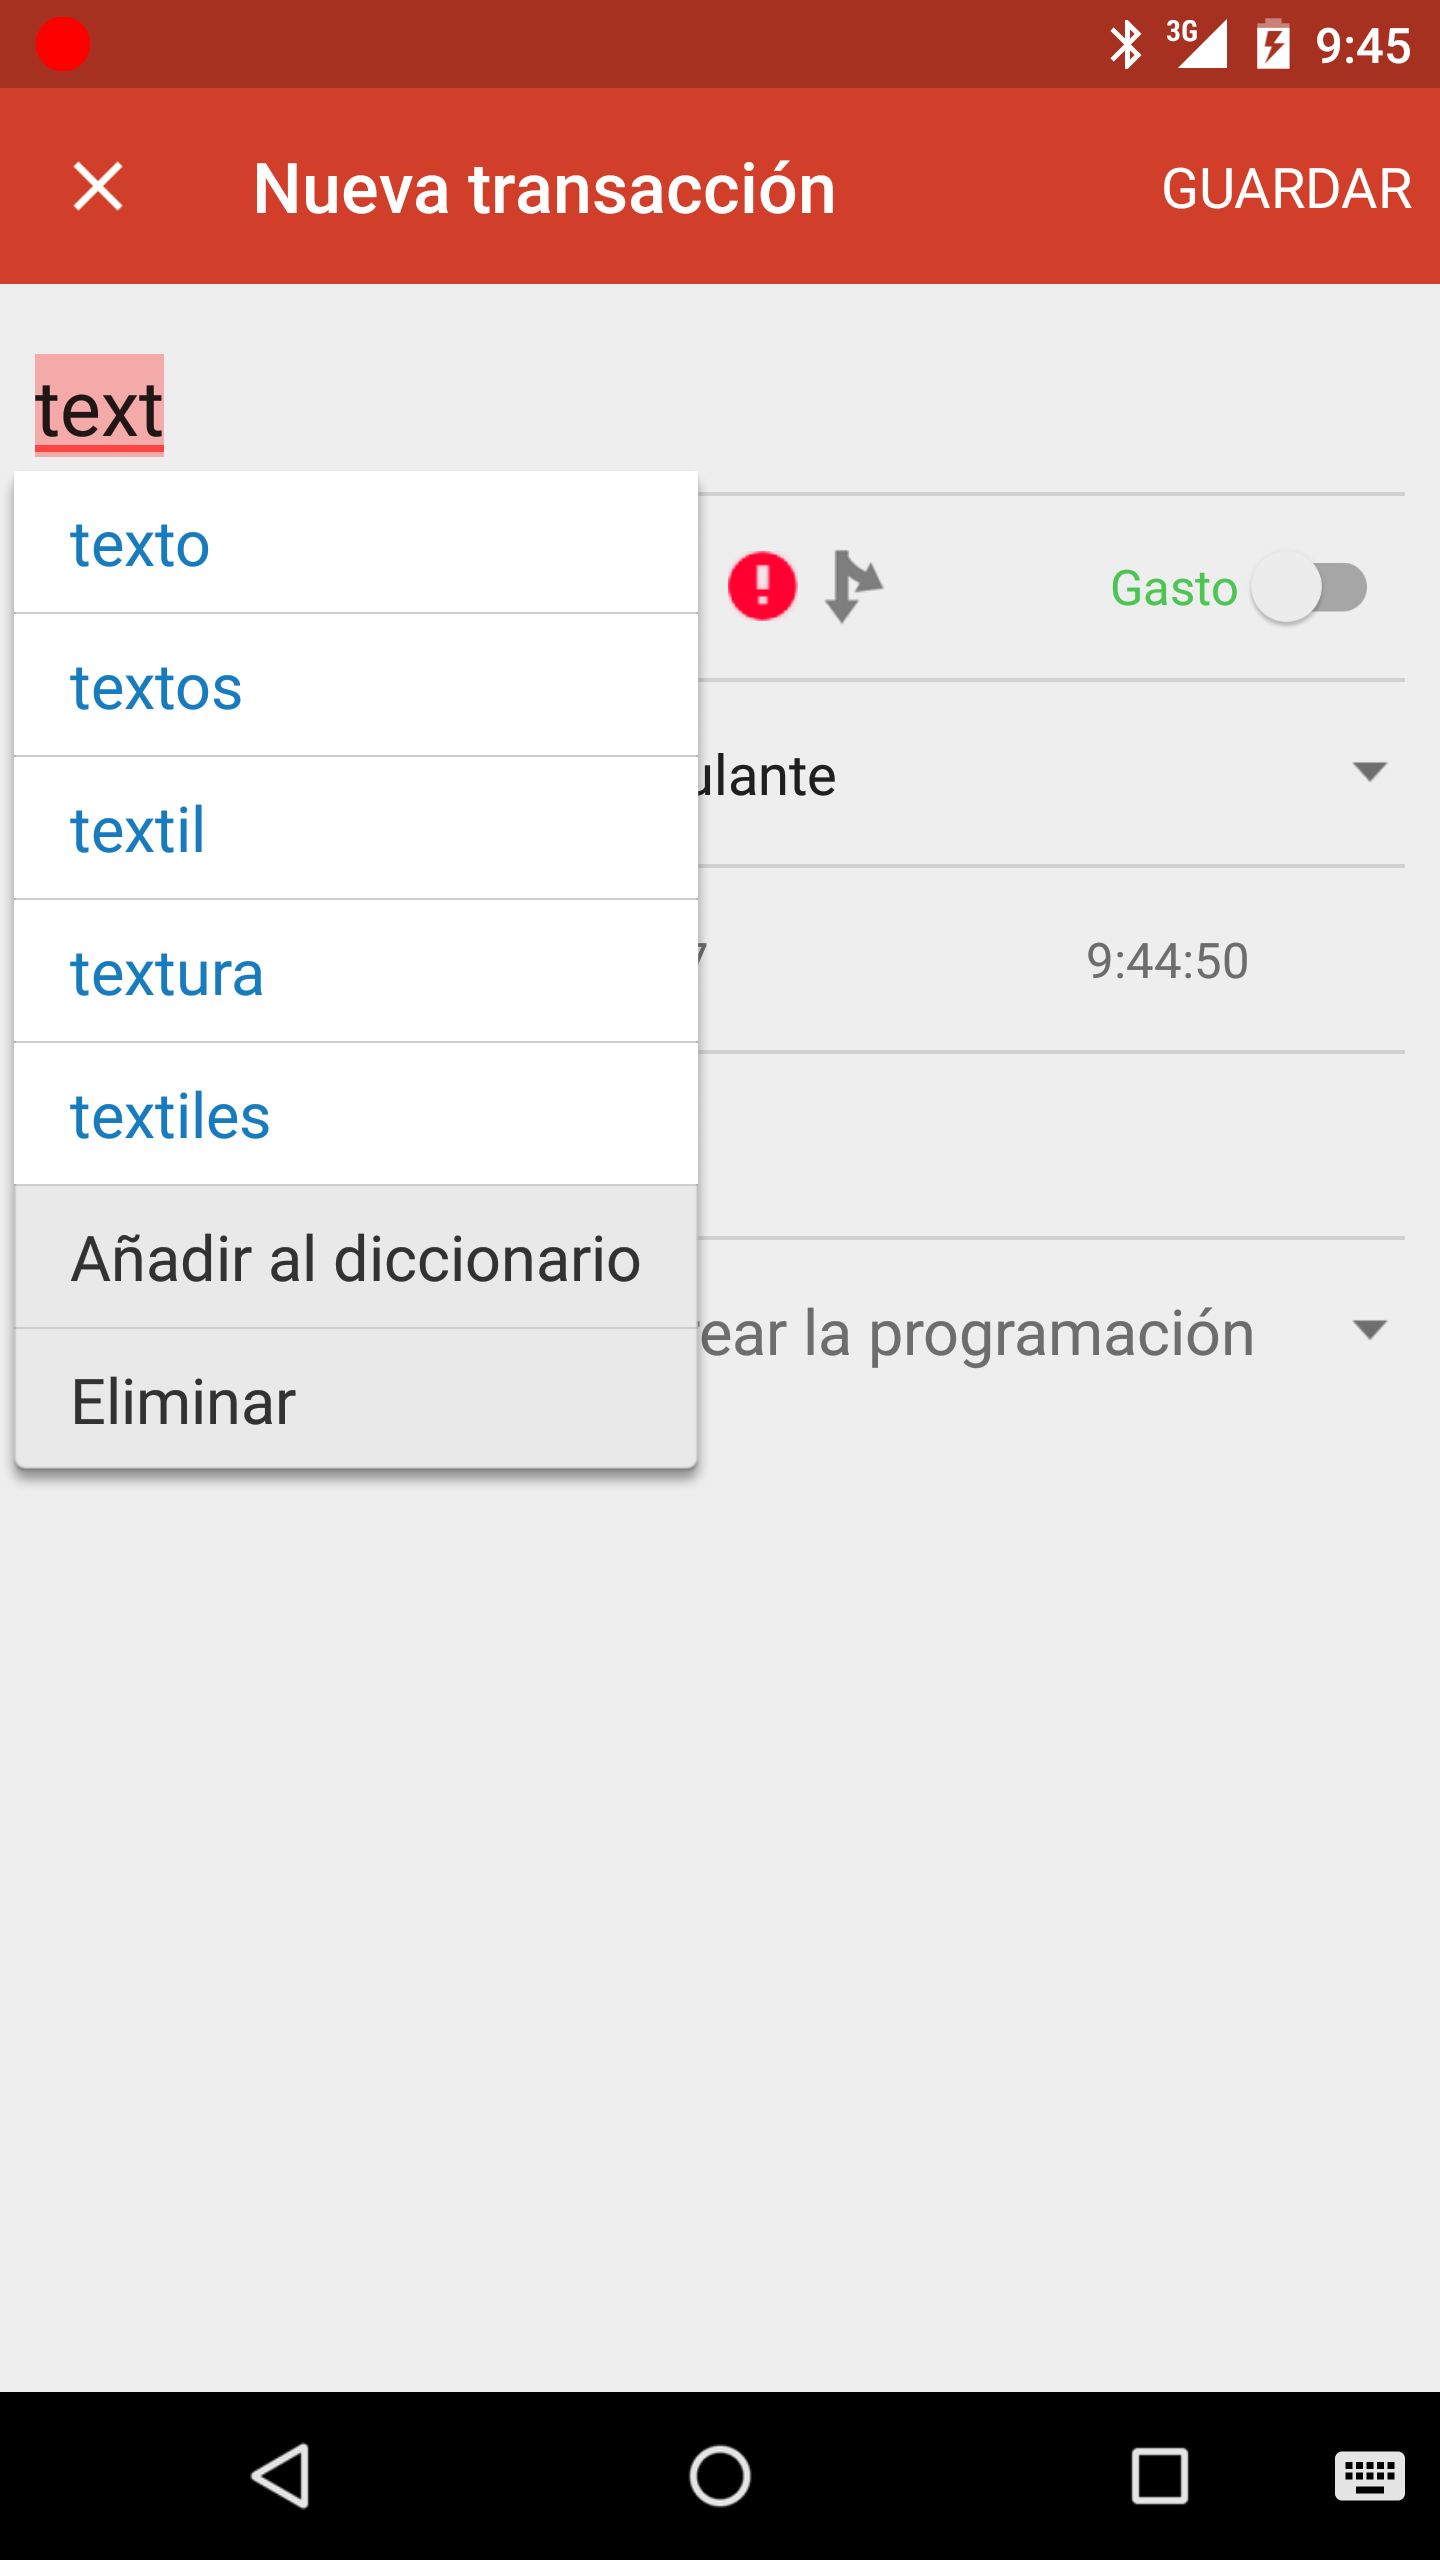 3G 9:45
Nueva transacción GUARDAR
text
texto
Gasto
textos
ulante
textil
9:44:50
textura
textiles
Añadir al diccionario
ear la programación
Eliminar